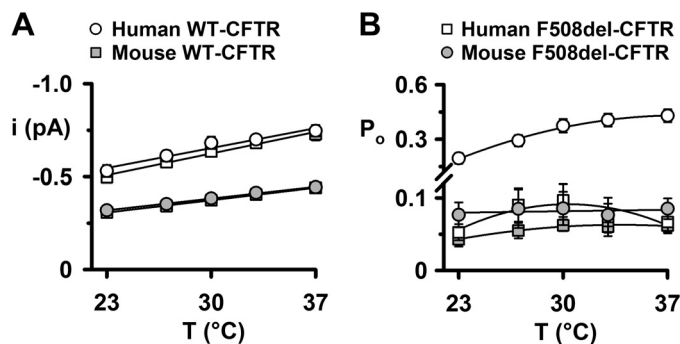 A
Human WT-CFTR
Mouse WT-CFTR
-1.0
i (pA)
-0.5
0
23
30
37
T (°C)
B
Human F508del-CFTR
Mouse F508del-CFTR
0.6
Po
0.3
0.1
0
23
30
37
T (°C)